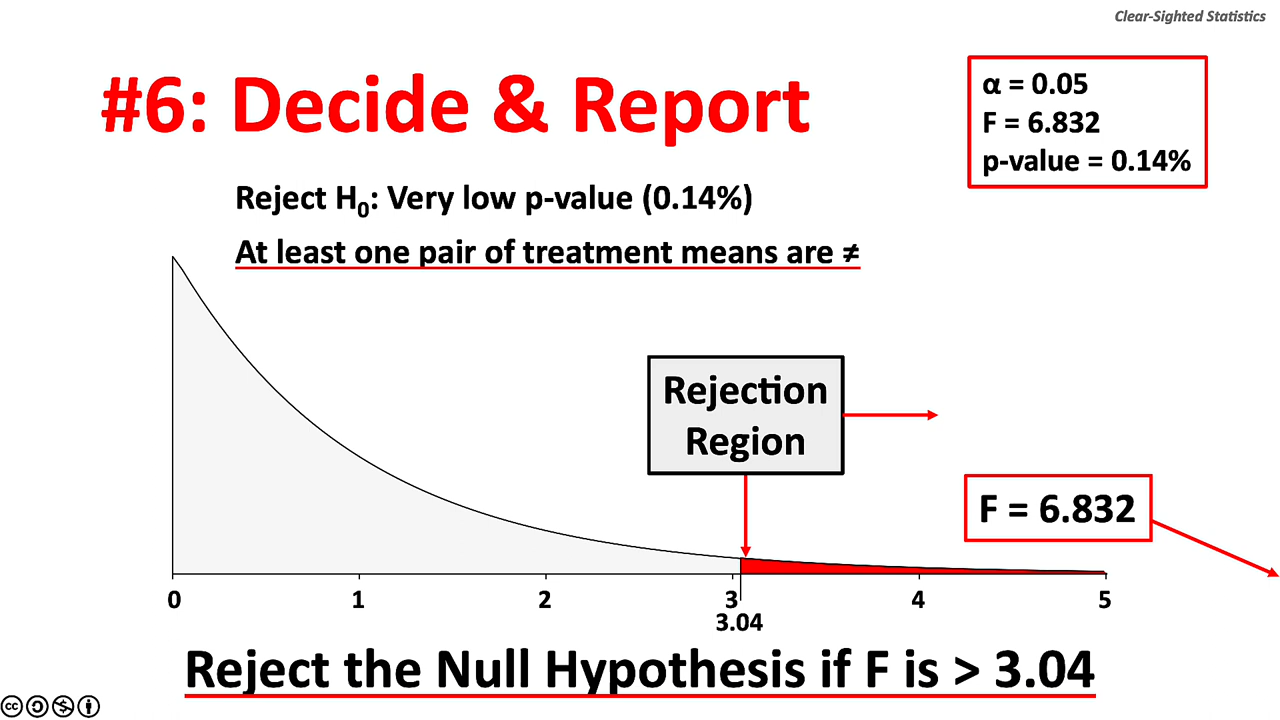 Clear-Sighted Statistics
#6: Decide & Report
α = 0.05
F = 6.832
p-value = 0.14%
Reject H₀: Very low p-value (0.14%)
At least one pair of treatment means are ≠
Rejection
Region
F = 6.832
0 1 2 3 4 5
3.04
Reject the Null Hypothesis if F is > 3.04
cc